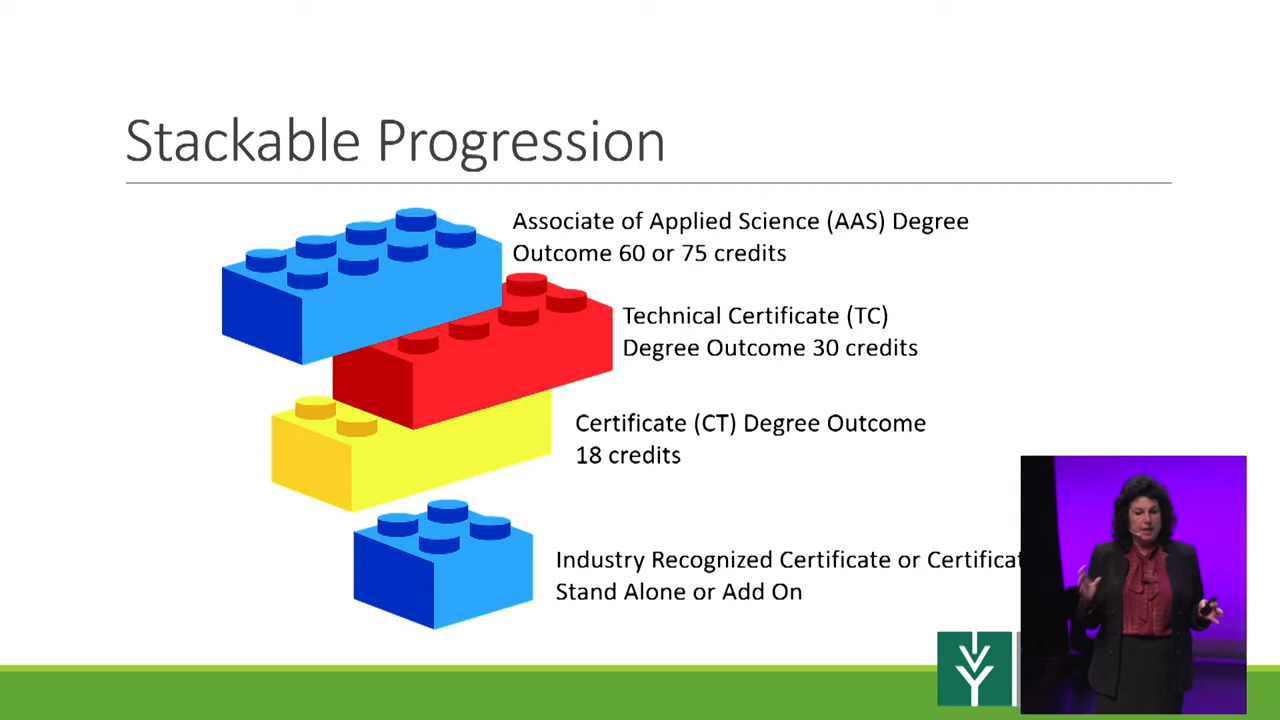 Stackable Progression
Associate of Applied Science (AAS) Degree
Outcome 60 or 75 credits
Technical Certificate (TC)
Degree Outcome 30 credits
Certificate (CT) Degree Outcome
18 credits
Industry Recognized Certificate or
Stand Alone or Add On